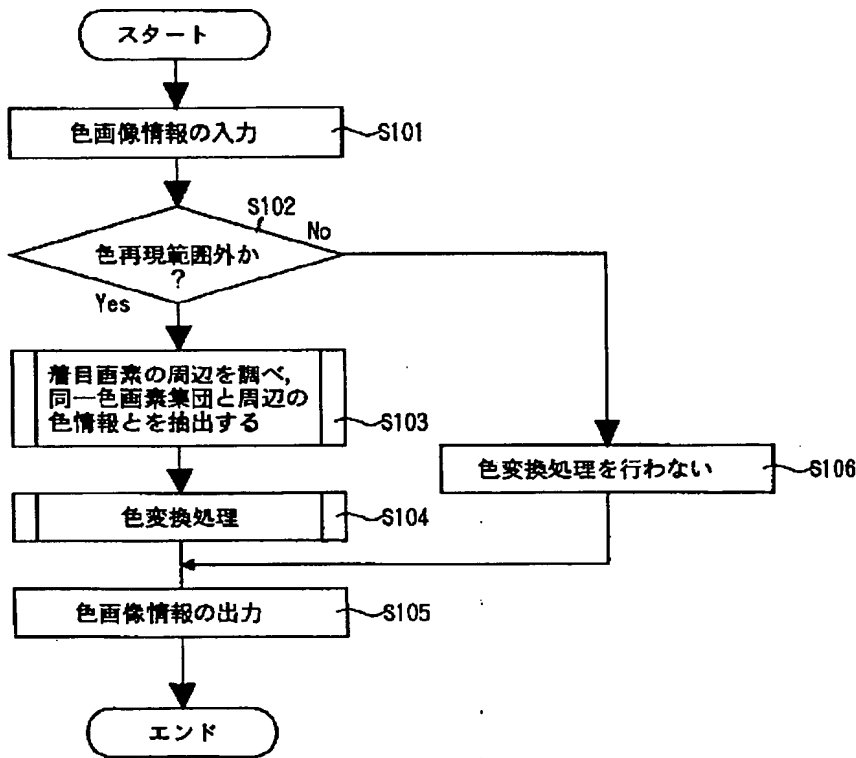 スタート
色画像情報の入力
S101
S102
No
色再現範囲外か
?
Yes
着目画素の周辺を調べ,
同一色画素集団と周辺の
色情報とを抽出する
S103
色変換処理を行わない
S106
色変換処理
S104
色画像情報の出力
S105
エンド